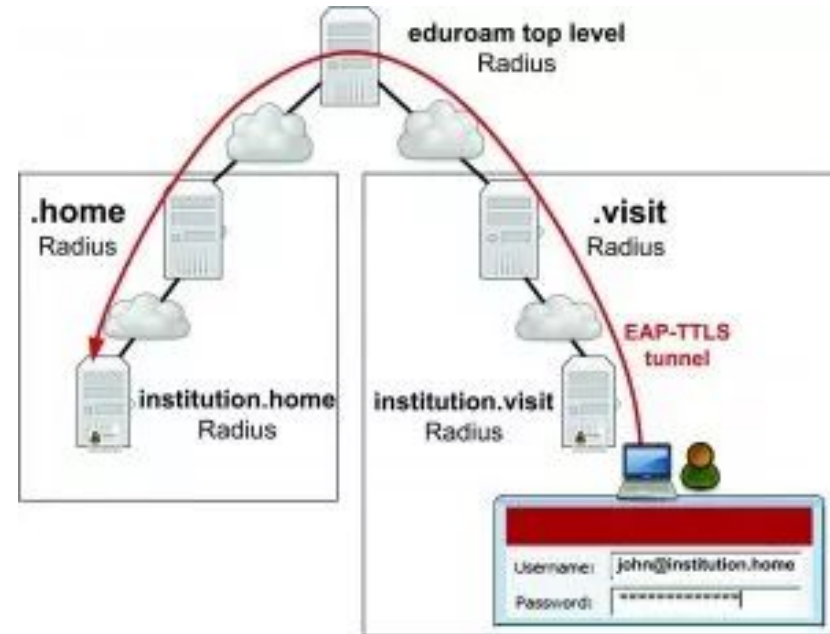 eduroam top level
Radius
.home
Radius
.visit
Radius
EAP-TTLS
tunnel
institution.home
Radius
institution.visit
Radius
Username: john@institution.home
Password: *************